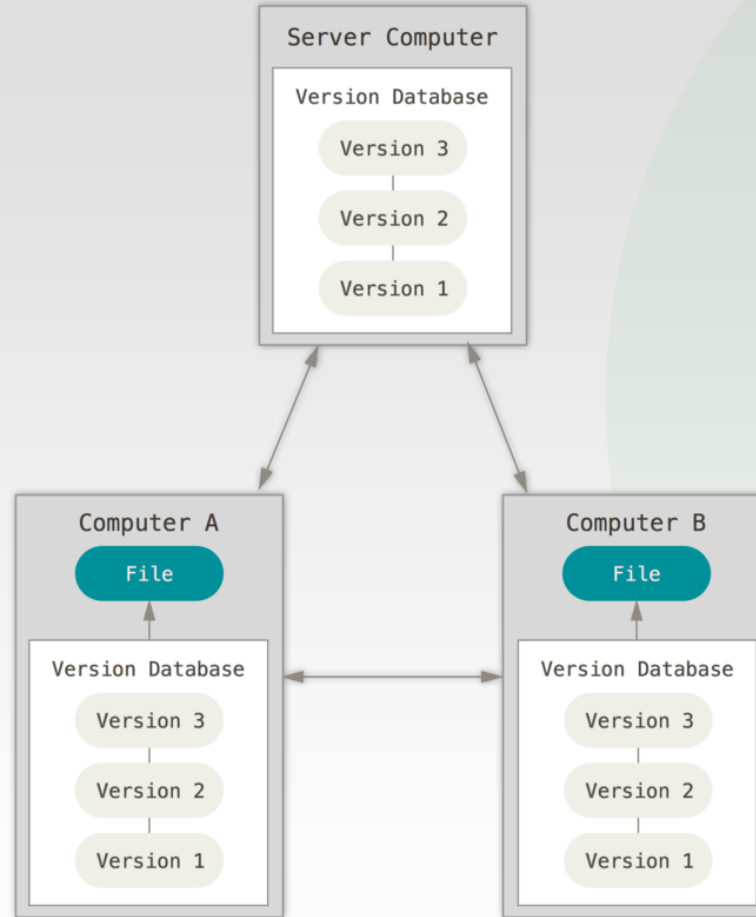 Server Computer
Version Database
Version 3
Version 2
Version 1
Computer A
File
Version Database
Version 3
Version 2
Version 1
Computer B
File
Version Database
Version 3
Version 2
Version 1